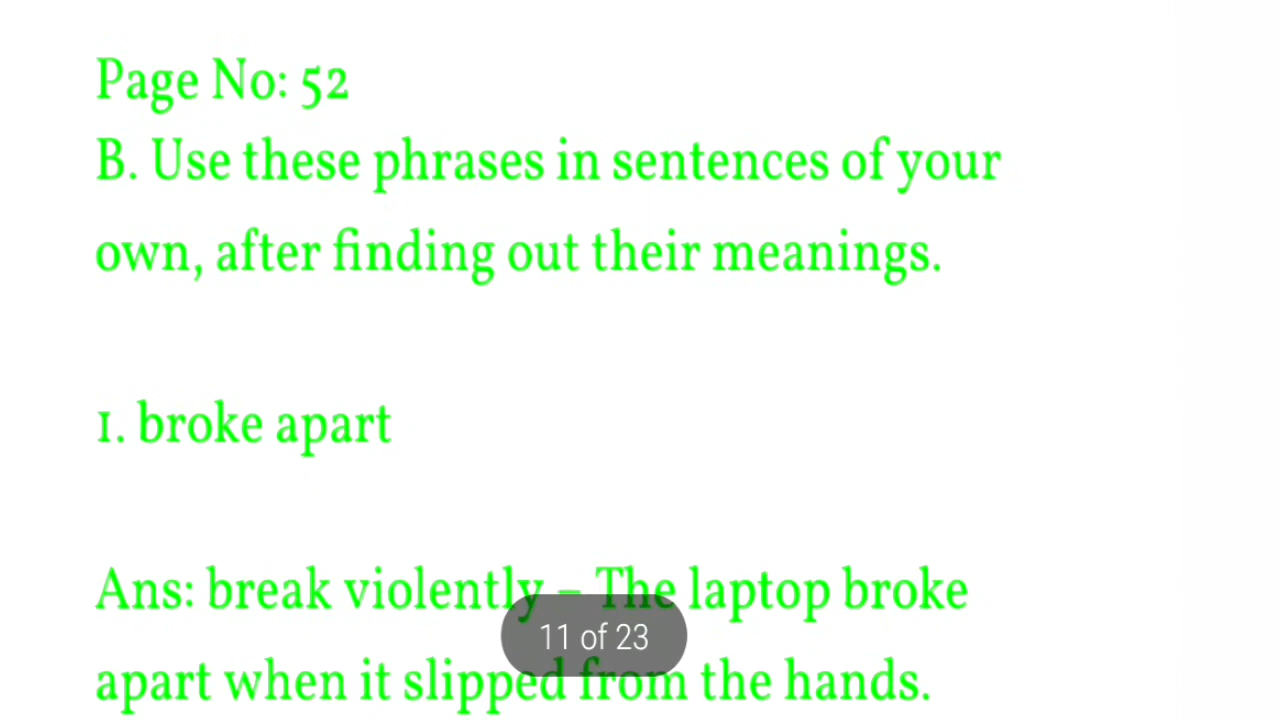 Page No: 52
B. Use these phrases in sentences of your
own, after finding out their meanings.
1. broke apart
Ans: break violently – The laptop broke
11 of 23
apart when it slipped from the hands.